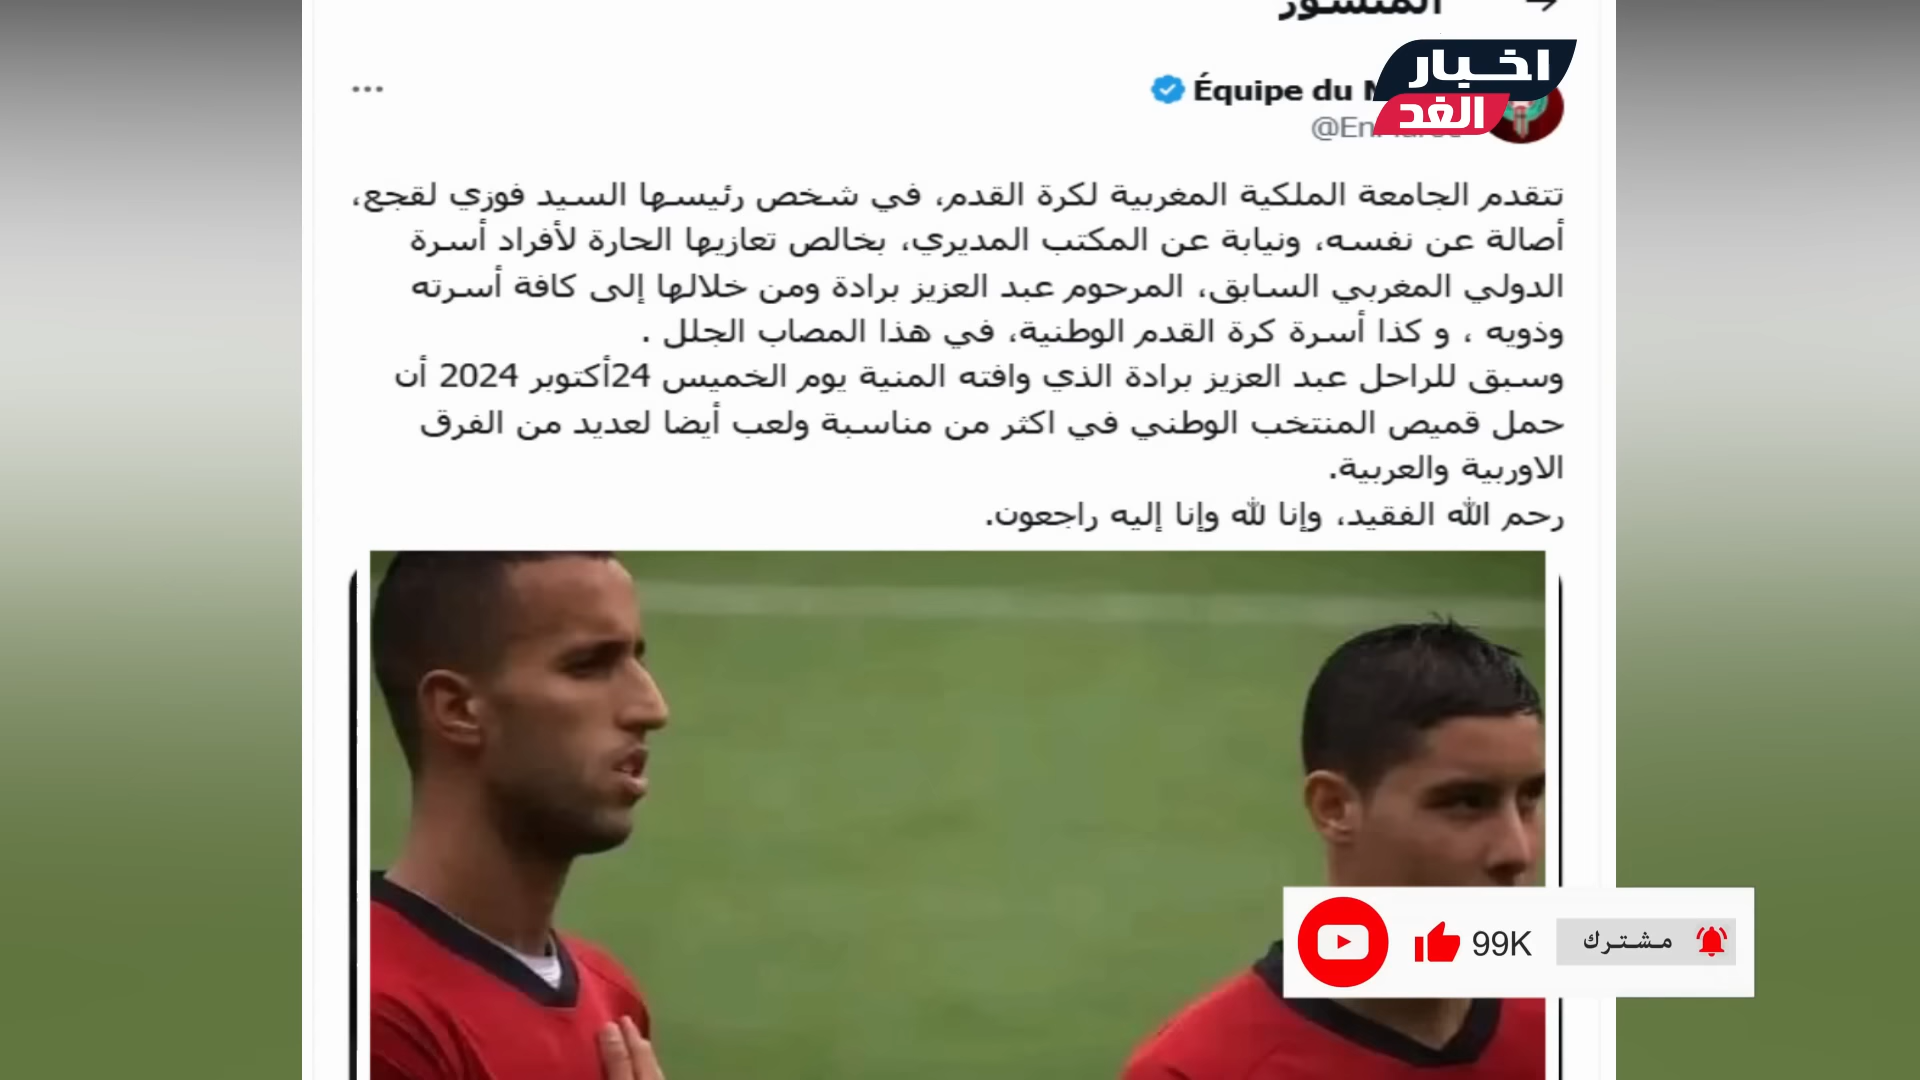 المنشور
اخبار
الغد
Équipe du
@En
تتقدم الجامعة الملكية المغربية لكرة القدم، في شخص رئيسها السيد فوزي لقجع،
أصالة عن نفسه، ونيابة عن المكتب المديري، بخالص تعازيها الحارة لأفراد أسرة
الدولي المغربي السابق، المرحوم عبد العزيز برادة ومن خلالها إلى كافة أسرته
وذويه ، و كذا أسرة كرة القدم الوطنية، في هذا المصاب الجلل .
وسبق للراحل عبد العزيز برادة الذي وافته المنية يوم الخميس 24أكتوبر 2024 أن
حمل قميص المنتخب الوطني في اكثر من مناسبة ولعب أيضا لعديد من الفرق
الاوربية والعربية.
رحم الله الفقيد، وإنا لله وإنا إليه راجعون.
99K
مشترك